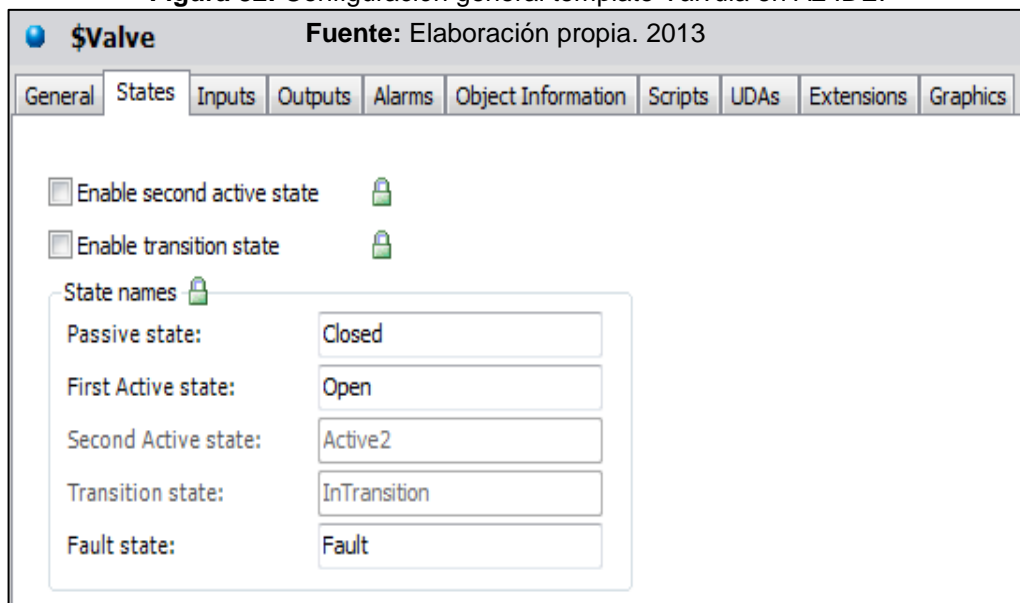 $Valve Fuente: Elaboración propia. 2013
General States Inputs Outputs Alarms Object Information Scripts UDAs Extensions Graphics
Enable second active state
Enable transition state
State names
Passive state: Closed
First Active state: Open
Second Active state: Active2
Transition state: InTransition
Fault state: Fault